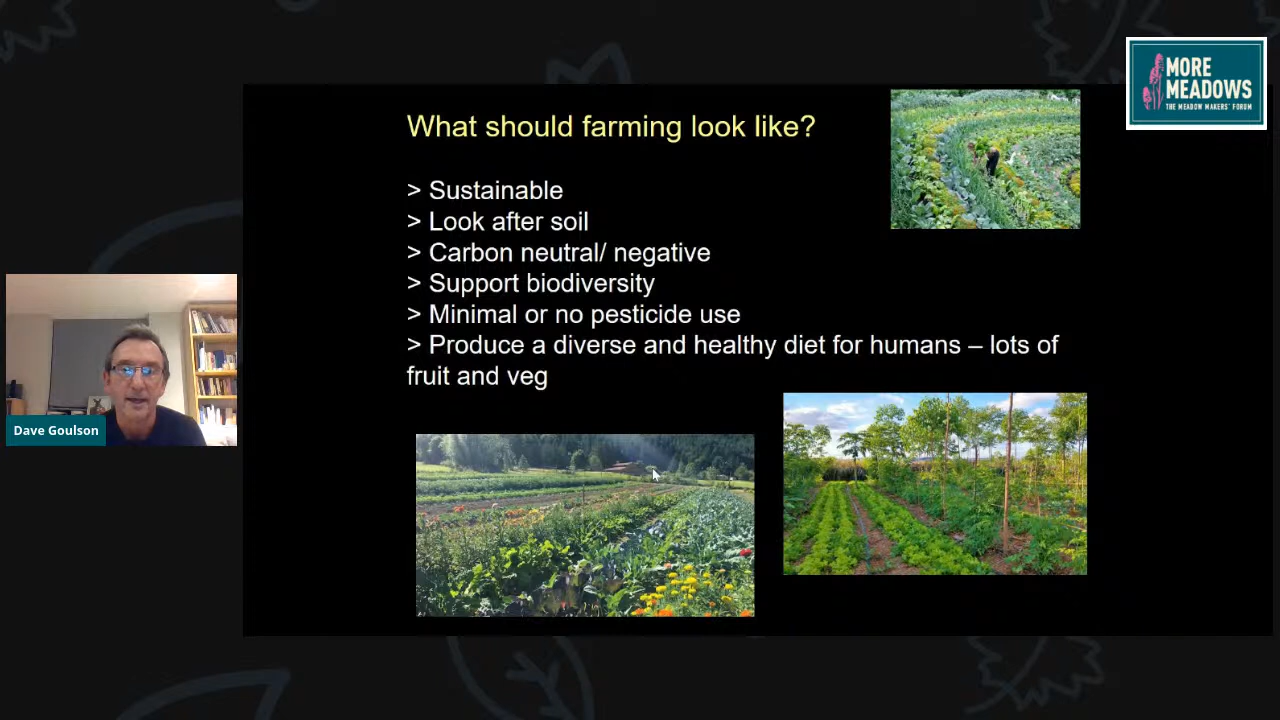 MORE
MEADOWS
THE MEADOW MAKERS' FORUM
What should farming look like?
> Sustainable
> Look after soil
> Carbon neutral/ negative
> Support biodiversity
> Minimal or no pesticide use
> Produce a diverse and healthy diet for humans – lots of
fruit and veg
Dave Goulson